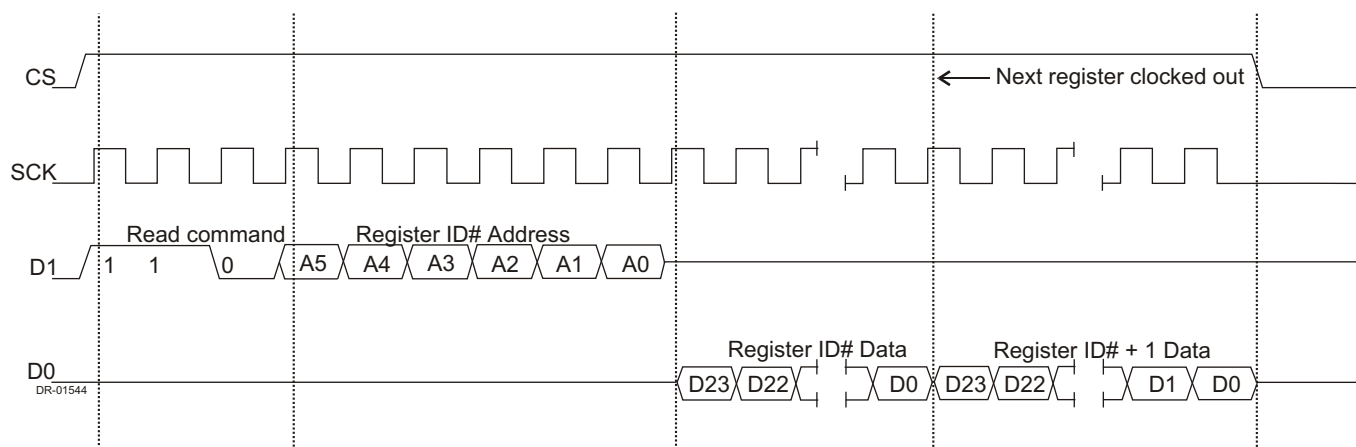 CS
Next register clocked out
SCK
Read command Register ID# Address
D1 1 1 0 A5 A4 A3 A2 A1 A0
Register ID# Data Register ID# + 1 Data
D0 D23 D22 D0 D23 D22 D1 D0
DR-01544